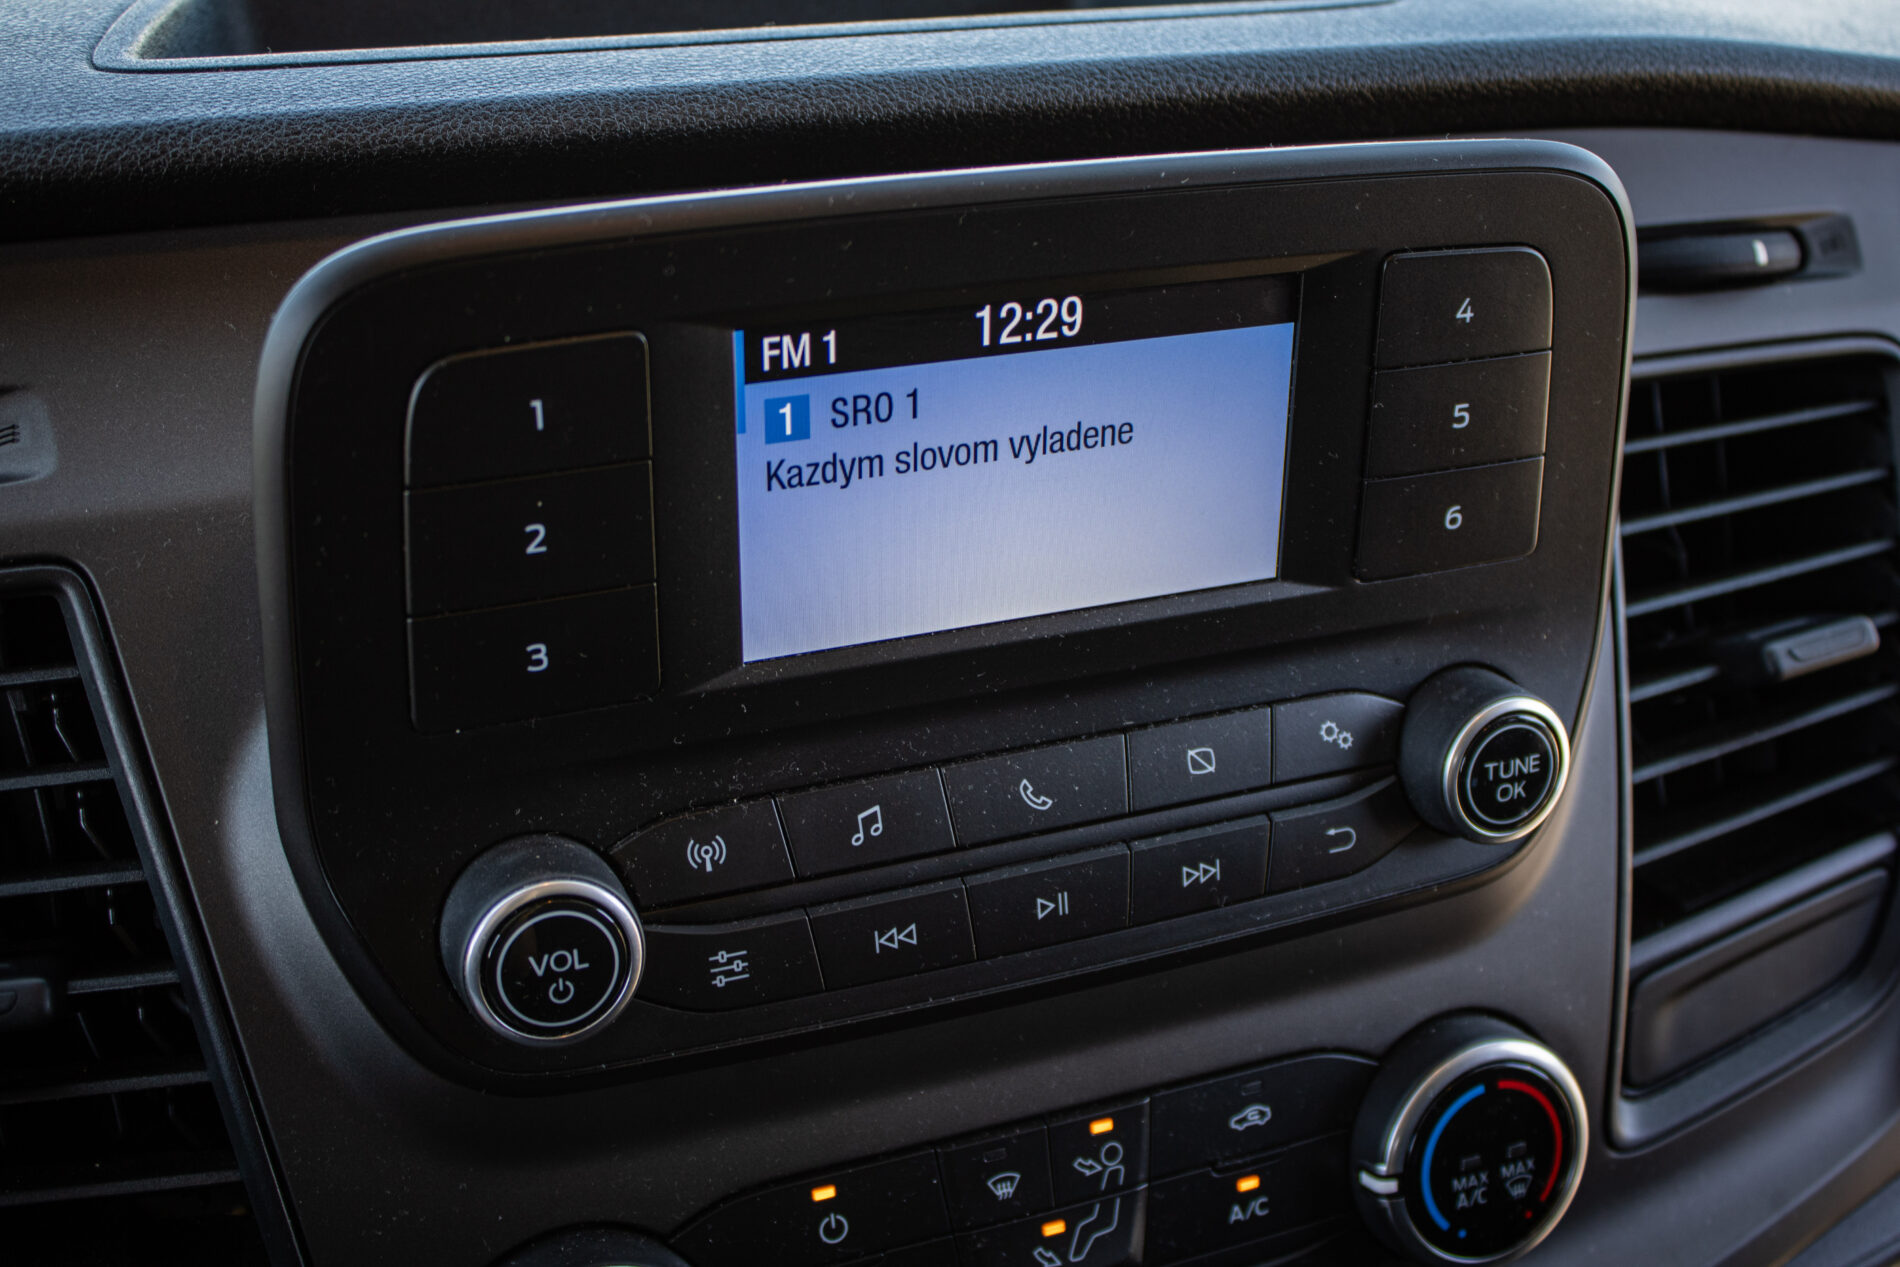 FM 1
12:29
1 SRO 1
Kazdym slovom vyladene
1
2
3
4
5
6
VOL
TUNE
OK
A/C
MAX
A/C
MAX